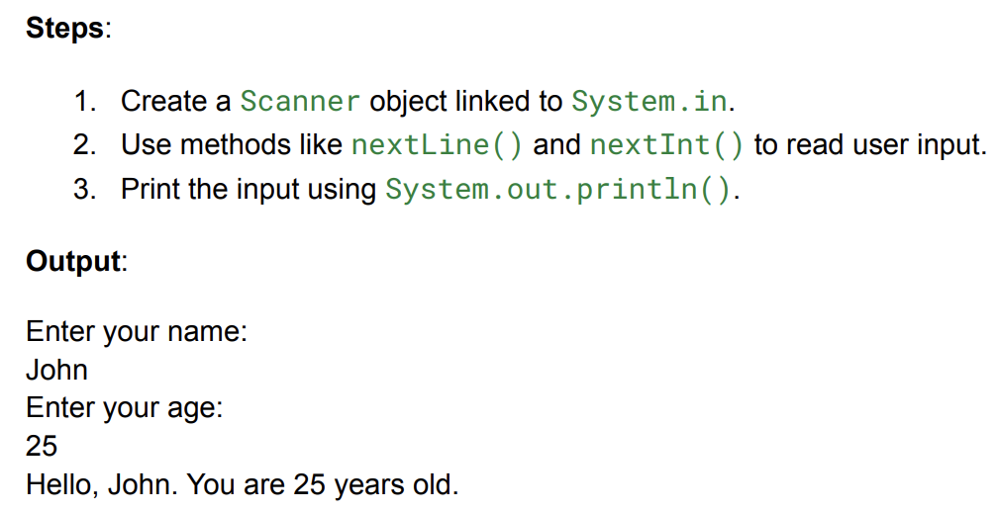 Steps:
1. Create a Scanner object linked to System.in.
2. Use methods like nextLine() and nextInt() to read user input.
3. Print the input using System.out.println().
Output:
Enter your name:
John
Enter your age:
25
Hello, John. You are 25 years old.